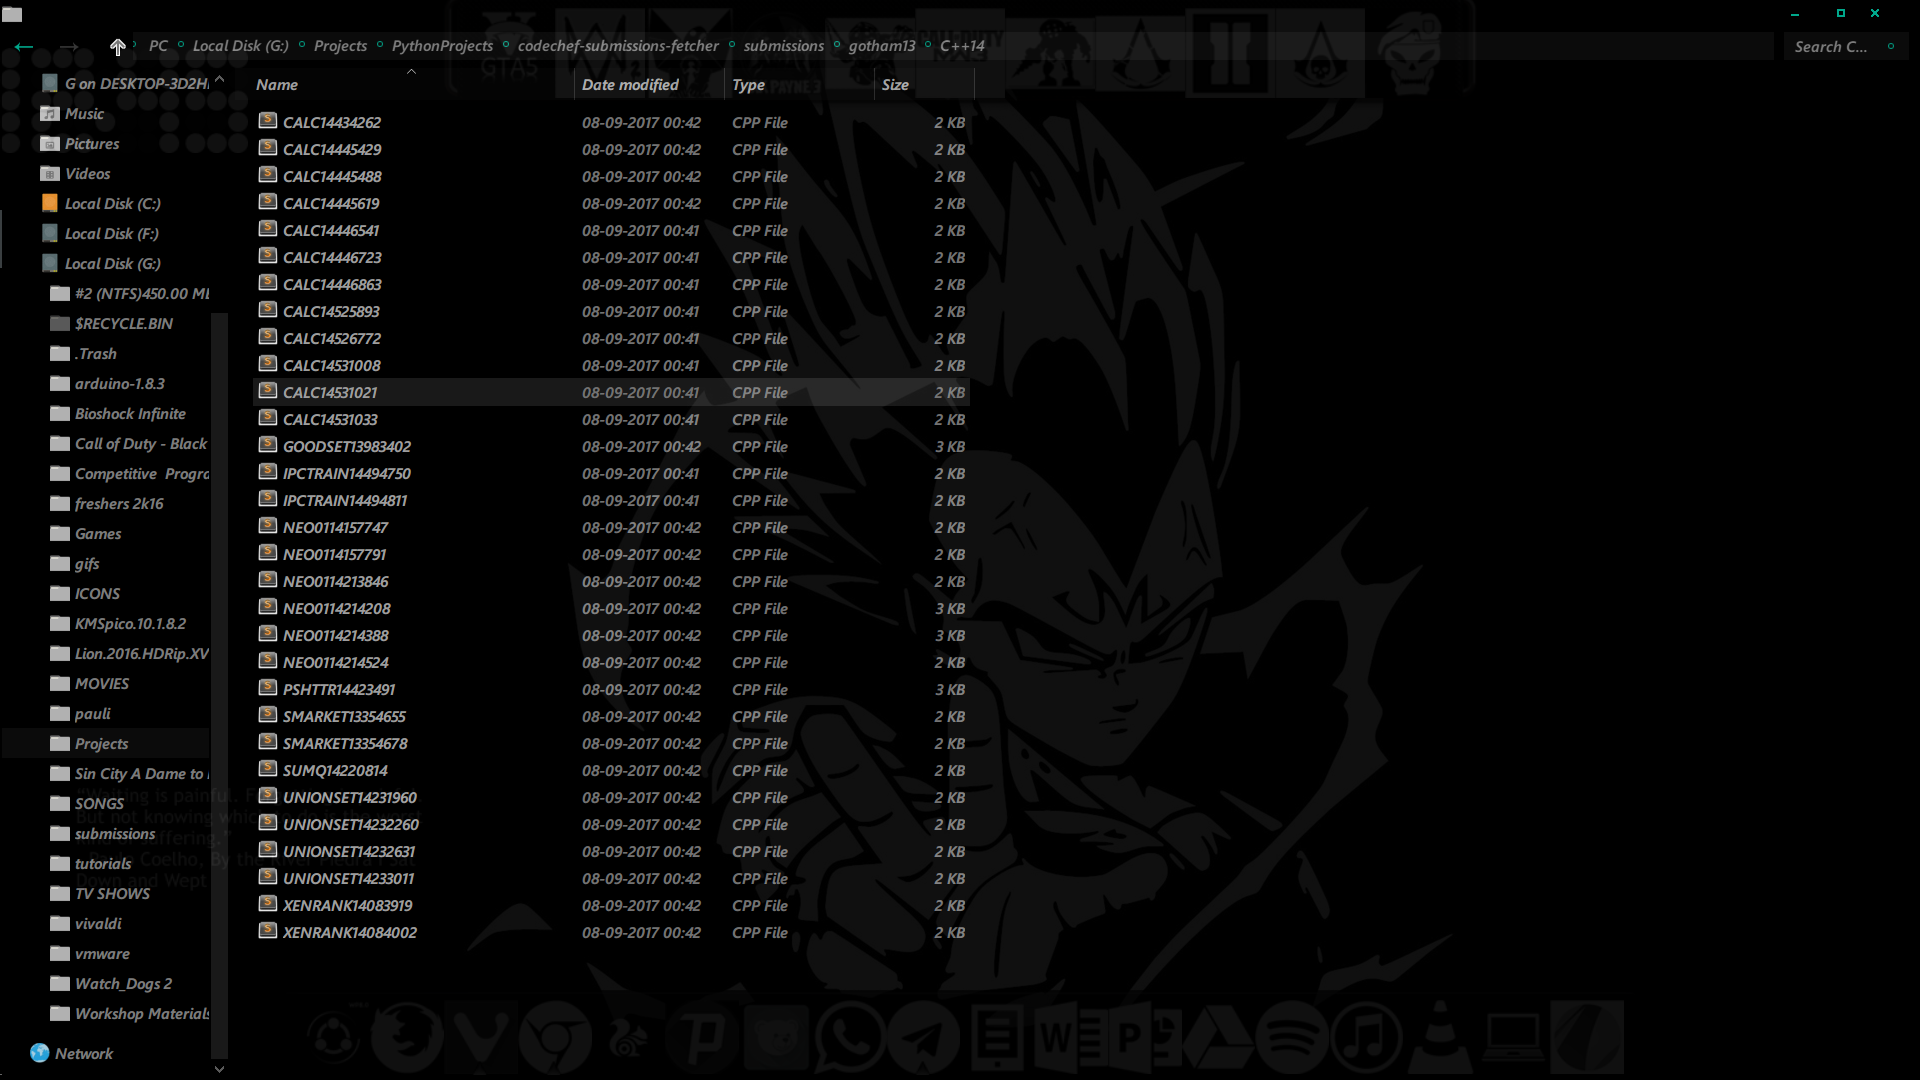 PC Local Disk (G:) Projects PythonProjects codechef-submissions-fetcher submissions gotham13 C++14
Search C...
G on DESKTOP-3D2H
Music
Pictures
Videos
Local Disk (C:)
Local Disk (F:)
Local Disk (G:)
#2 (NTFS)450.00 M
$RECYCLE.BIN
.Trash
arduino-1.8.3
Bioshock Infinite
Call of Duty - Black
Competitive Progra
freshers 2k16
Games
gifs
ICONS
KMSpico.10.1.8.2
Lion.2016.HDRip.XV
MOVIES
pauli
Projects
Sin City A Dame to
SONGS
submissions
tutorials
TV SHOWS
vivaldi
vmware
Watch_Dogs 2
Workshop Materials
Network
Name Date modified Type Size
CALC14434262 08-09-2017 00:42 CPP File 2 KB
CALC14445429 08-09-2017 00:42 CPP File 2 KB
CALC14445488 08-09-2017 00:42 CPP File 2 KB
CALC14445619 08-09-2017 00:42 CPP File 2 KB
CALC14446541 08-09-2017 00:41 CPP File 2 KB
CALC14446723 08-09-2017 00:41 CPP File 2 KB
CALC14446863 08-09-2017 00:41 CPP File 2 KB
CALC14525893 08-09-2017 00:41 CPP File 2 KB
CALC14526772 08-09-2017 00:41 CPP File 2 KB
CALC14531008 08-09-2017 00:41 CPP File 2 KB
CALC14531021 08-09-2017 00:41 CPP File 2 KB
CALC14531033 08-09-2017 00:41 CPP File 2 KB
GOODSET13983402 08-09-2017 00:42 CPP File 3 KB
IPCTRAIN14494750 08-09-2017 00:41 CPP File 2 KB
IPCTRAIN14494811 08-09-2017 00:41 CPP File 2 KB
NEO0114157747 08-09-2017 00:42 CPP File 2 KB
NEO0114157791 08-09-2017 00:42 CPP File 2 KB
NEO0114213846 08-09-2017 00:42 CPP File 2 KB
NEO0114214208 08-09-2017 00:42 CPP File 3 KB
NEO0114214388 08-09-2017 00:42 CPP File 3 KB
NEO0114214524 08-09-2017 00:42 CPP File 2 KB
PSHTTR14423491 08-09-2017 00:42 CPP File 3 KB
SMARKET13354655 08-09-2017 00:42 CPP File 2 KB
SMARKET13354678 08-09-2017 00:42 CPP File 2 KB
SUMQ14220814 08-09-2017 00:42 CPP File 2 KB
UNIONSET14231960 08-09-2017 00:42 CPP File 2 KB
UNIONSET14232260 08-09-2017 00:42 CPP File 2 KB
UNIONSET14232631 08-09-2017 00:42 CPP File 2 KB
UNIONSET14233011 08-09-2017 00:42 CPP File 2 KB
XENRANK14083919 08-09-2017 00:42 CPP File 2 KB
XENRANK14084002 08-09-2017 00:42 CPP File 2 KB
GTA5
PAYNE 3
"Waiting is painful.
But not knowing
suffering."
Coelho, By the
Down and Wept